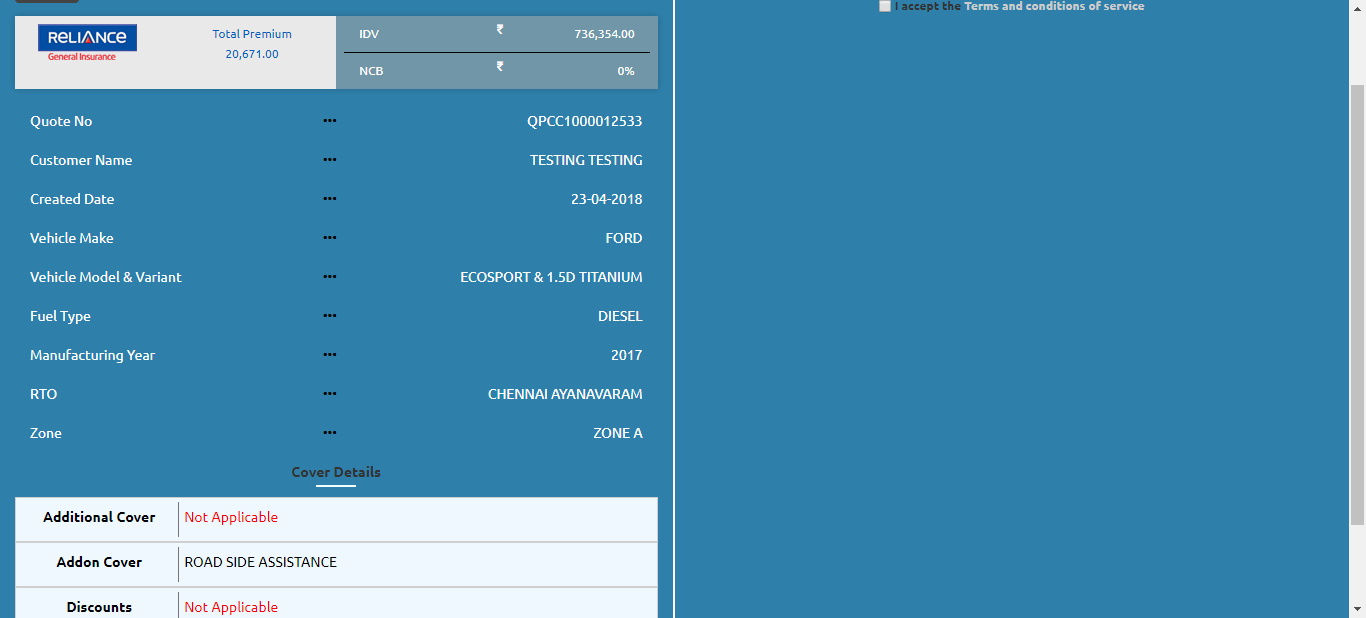 I accept the Terms and conditions of service
RELIANCE
General Insurance
Total Premium
20,671.00
IDV ₹ 736,354.00
NCB ₹ 0%
Quote No ••• QPCC1000012533
Customer Name ••• TESTING TESTING
Created Date ••• 23-04-2018
Vehicle Make ••• FORD
Vehicle Model & Variant ••• ECOSPORT & 1.5D TITANIUM
Fuel Type ••• DIESEL
Manufacturing Year ••• 2017
RTO ••• CHENNAI AYANAVARAM
Zone ••• ZONE A
Cover Details
Additional Cover Not Applicable
Addon Cover ROAD SIDE ASSISTANCE
Discounts Not Applicable